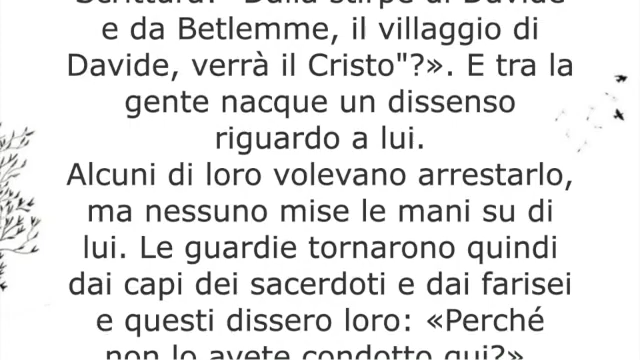 Scrittura: "Dalla stirpe di Davide
e da Betlemme, il villaggio di
Davide, verrà il Cristo"?». E tra la
gente nacque un dissenso
riguardo a lui.
Alcuni di loro volevano arrestarlo,
ma nessuno mise le mani su di
lui. Le guardie tornarono quindi
dai capi dei sacerdoti e dai farisei
e questi dissero loro: «Perché
non lo avete condotto qui?».